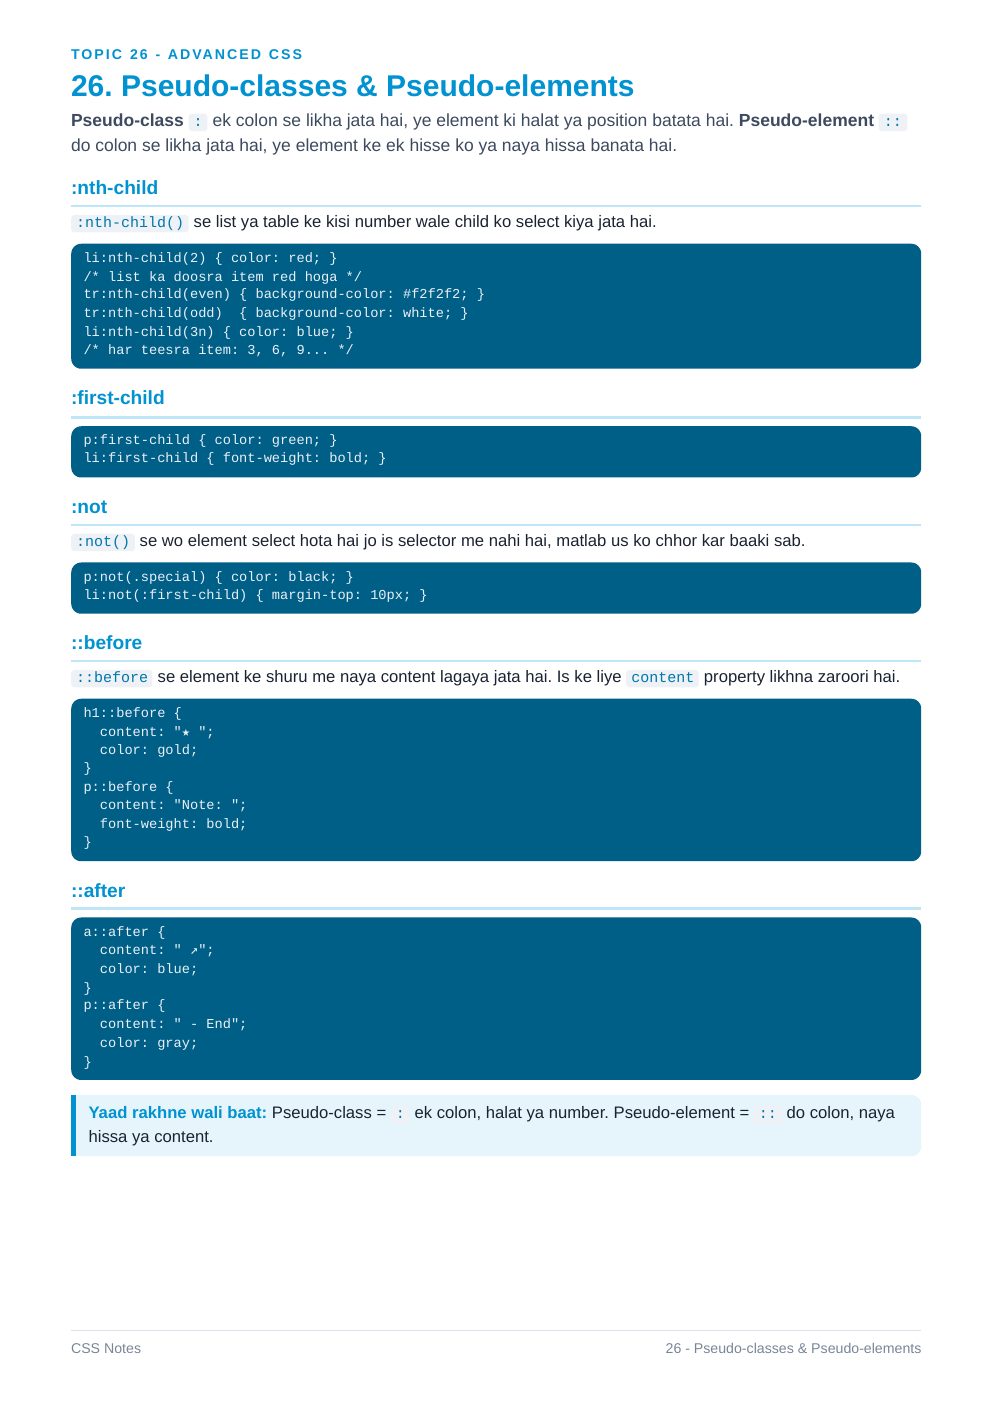 TOPIC 26 - ADVANCED CSS
26. Pseudo-classes & Pseudo-elements
Pseudo-class : ek colon se likha jata hai, ye element ki halat ya position batata hai. Pseudo-element ::
do colon se likha jata hai, ye element ke ek hisse ko ya naya hissa banata hai.
:nth-child
:nth-child() se list ya table ke kisi number wale child ko select kiya jata hai.
li:nth-child(2) { color: red; }
/* list ka doosra item red hoga */
tr:nth-child(even) { background-color: #f2f2f2; }
tr:nth-child(odd)  { background-color: white; }
li:nth-child(3n) { color: blue; }
/* har teesra item: 3, 6, 9... */
:first-child
p:first-child { color: green; }
li:first-child { font-weight: bold; }
:not
:not() se wo element select hota hai jo is selector me nahi hai, matlab us ko chhor kar baaki sab.
p:not(.special) { color: black; }
li:not(:first-child) { margin-top: 10px; }
::before
::before se element ke shuru me naya content lagaya jata hai. Is ke liye content property likhna zaroori hai.
h1::before {
  content: "★ ";
  color: gold;
}
p::before {
  content: "Note: ";
  font-weight: bold;
}
::after
a::after {
  content: " ↗";
  color: blue;
}
p::after {
  content: " - End";
  color: gray;
}
Yaad rakhne wali baat: Pseudo-class = : ek colon, halat ya number. Pseudo-element = :: do colon, naya
hissa ya content.
CSS Notes
26 - Pseudo-classes & Pseudo-elements